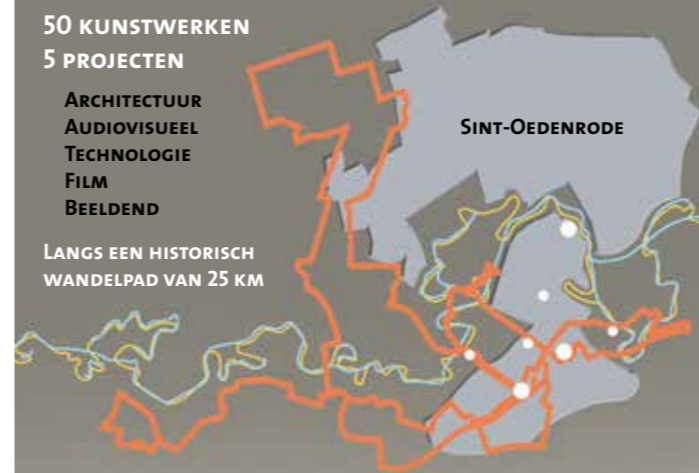 50 KUNSTWERKEN
5 PROJECTEN
ARCHITECTUUR
AUDIOVISUEEL
TECHNOLOGIE
FILM
BEELDEND
SINT-OEDENRODE
LANGS EEN HISTORISCH
WANDELPAD VAN 25 KM